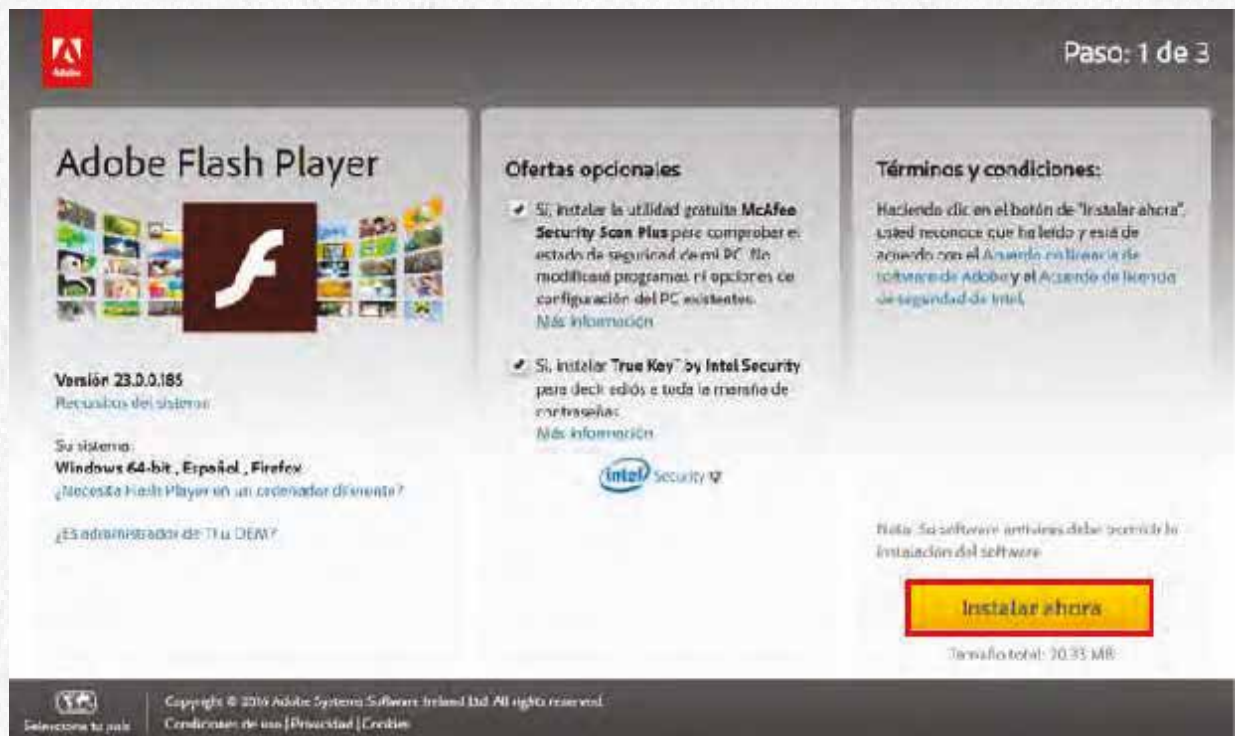 Adobe
Paso: 1 de 3
Adobe Flash Player
Versión 23.0.0.185
Requisitos del sistema
Su sistema:
Windows 64-bit , Español , Firefox
¿Necesita Flash Player en un ordenador diferente?
¿Es administrador de TI u OEM?
Ofertas opcionales
Sí, instalar la utilidad gratuita McAfee
Security Scan Plus para comprobar el
estado de seguridad de mi PC. No
modificará programas ni opciones de
configuración del PC existentes.
Más información
Sí, instalar True Key™ by Intel Security
para decir adiós a toda la maraña de
contraseñas
Más información
intel Security
Términos y condiciones:
Haciendo clic en el botón de "Instalar ahora",
usted reconoce que ha leído y está de
acuerdo con el Acuerdo en licencia de
software de Adobe y el Acuerdo de licencia
de seguridad de Intel.
Nota: Su software antivirus debe permitir la
instalación del software
Instalar ahora
Tamaño total: MB
Seleccione tu país
Copyright © 2016 Adobe Systems Software Ireland Ltd. All rights reserved.
Condiciones de uso | Privacidad | Cookies